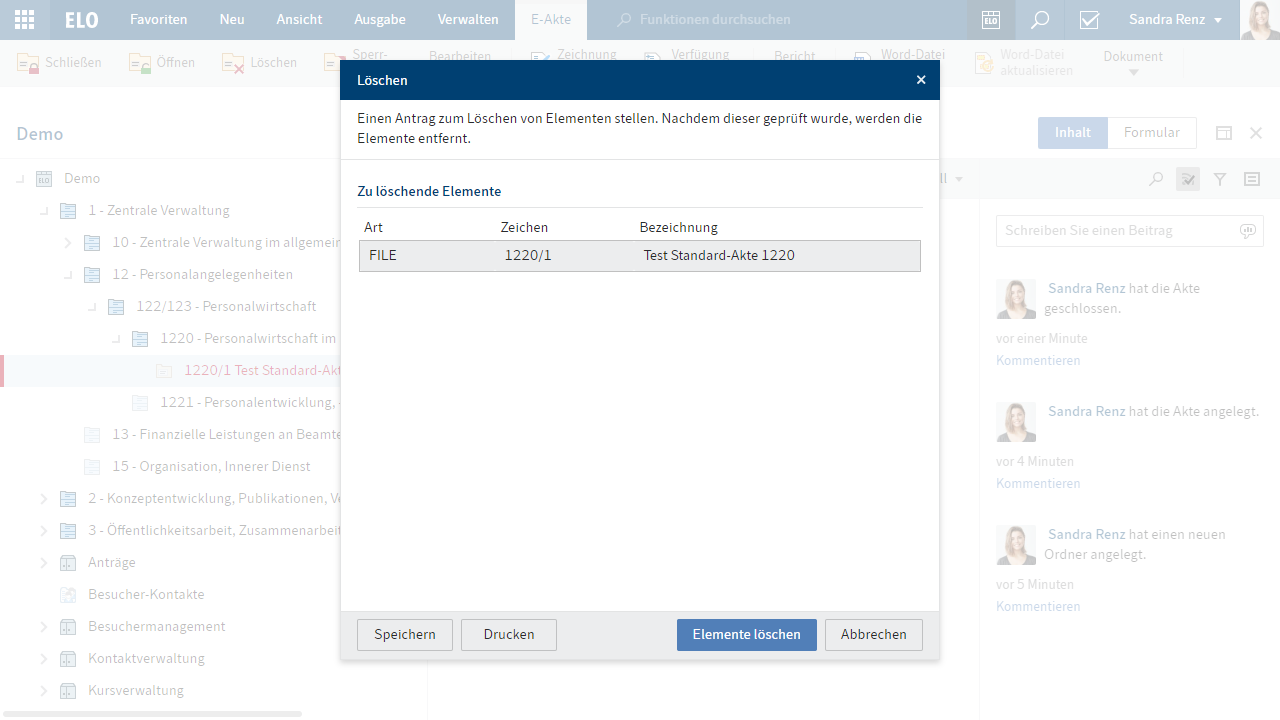 ELO Favoriten Neu Ansicht Ausgabe Verwalten E-Akte Funktionen durchsuchen ELO Sandra Renz
Schließen Öffnen Löschen Sperr- Bearbeiten Zeichnung Verfügung Bericht Word-Datei Word-Datei aktualisieren Dokument
Löschen
Einen Antrag zum Löschen von Elementen stellen. Nachdem dieser geprüft wurde, werden die
Elemente entfernt.
Zu löschende Elemente
Art Zeichen Bezeichnung
FILE 1220/1 Test Standard-Akte 1220
Speichern Drucken Elemente löschen Abbrechen
Demo
Inhalt Formular
ELO Demo
1 - Zentrale Verwaltung
10 - Zentrale Verwaltung im allgemein
12 - Personalangelegenheiten
122/123 - Personalwirtschaft
1220 - Personalwirtschaft im
1220/1 Test Standard-Akt
1221 - Personalentwicklung,
13 - Finanzielle Leistungen an Beamte
15 - Organisation, Innerer Dienst
2 - Konzeptentwicklung, Publikationen, Ve
3 - Öffentlichkeitsarbeit, Zusammenarbeit
Anträge
Besucher-Kontakte
Besuchermanagement
Kontaktverwaltung
Kursverwaltung
Schreiben Sie einen Beitrag
Sandra Renz hat die Akte
geschlossen.
vor einer Minute
Kommentieren
Sandra Renz hat die Akte angelegt.
vor 4 Minuten
Kommentieren
Sandra Renz hat einen neuen
Ordner angelegt.
vor 5 Minuten
Kommentieren